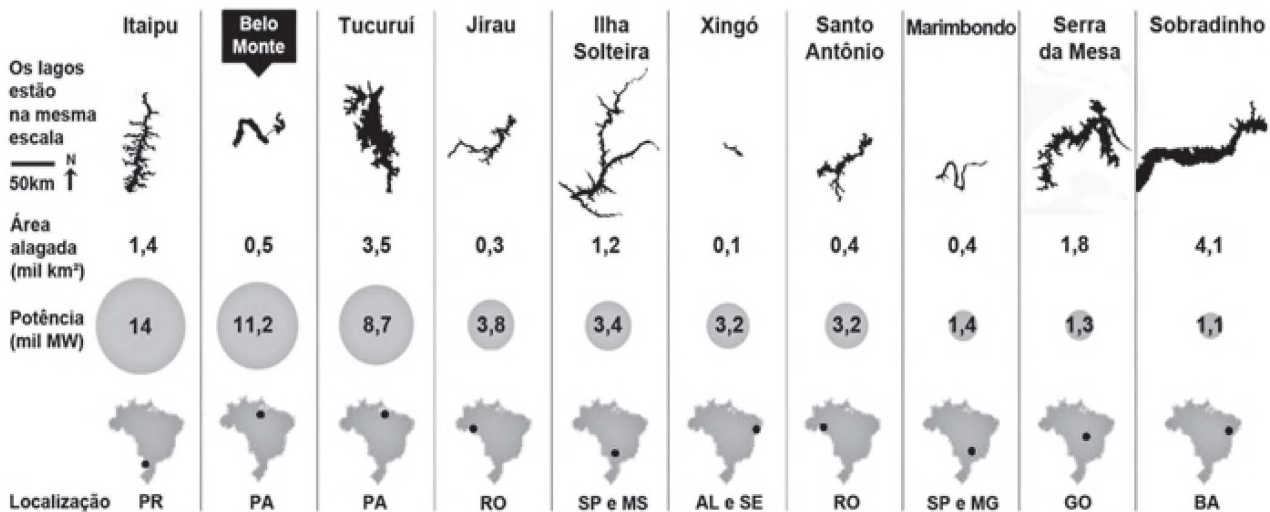 Itaipu
Belo
Monte
Tucuruí
Jirau
Ilha
Solteira
Xingó
Santo
Antônio
Marimbondo
Serra
da Mesa
Sobradinho
Os lagos
estão
na mesma
escala
N
50km
Área
alagada
(mil km²)
1,4 0,5 3,5 0,3 1,2 0,1 0,4 0,4 1,8 4,1
Potência
(mil MW)
14 11,2 8,7 3,8 3,4 3,2 3,2 1,4 1,3 1,1
Localização PR PA PA RO SP e MS AL e SE RO SP e MG GO BA